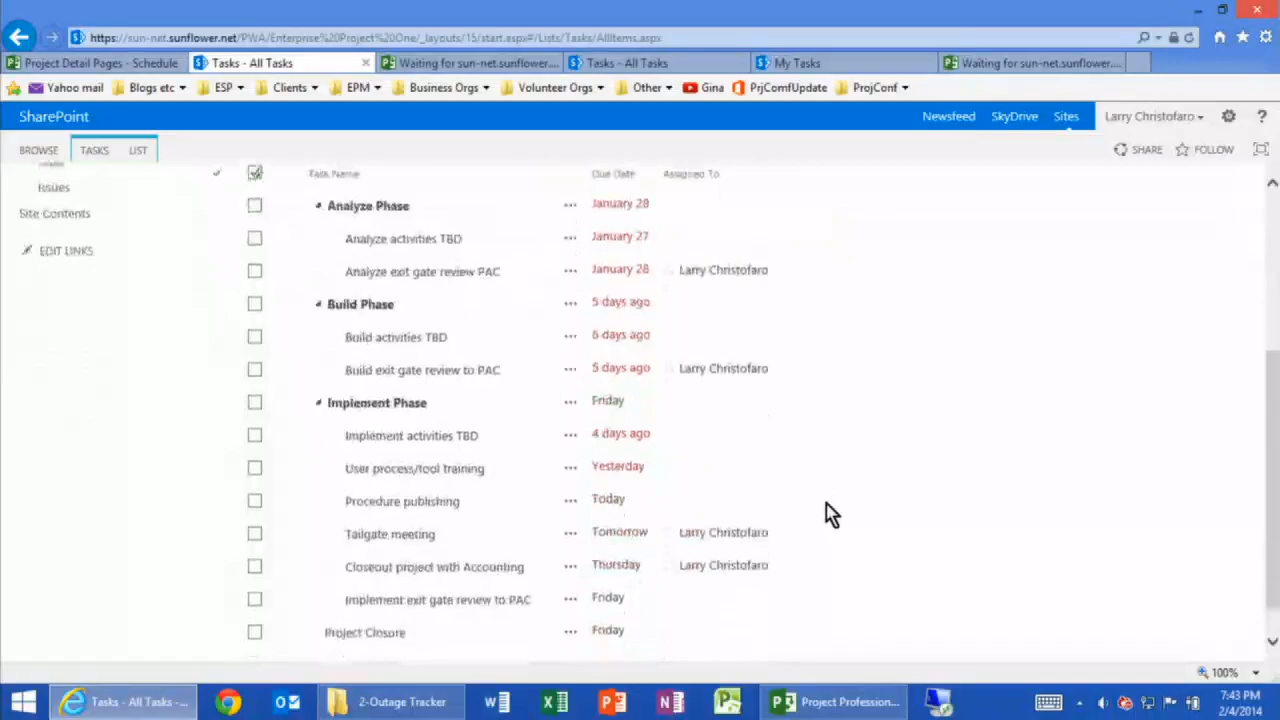 https://sun-net.sunflower.net/PWA/Enterprise%20Project%20One/_layouts/15/start.aspx#/Lists/Tasks/AllItems.aspx
Project Detail Pages - Schedule
Tasks - All Tasks
Waiting for sun-net.sunflower....
Tasks - All Tasks
My Tasks
Waiting for sun-net.sunflower....
Yahoo mail
Blogs etc
ESP
Clients
EPM
Business Orgs
Volunteer Orgs
Other
Gina
PrjComfUpdate
ProjConf
SharePoint
Newsfeed
SkyDrive
Sites
Larry Christofaro
?
BROWSE
TASKS
LIST
SHARE
FOLLOW
Issues
Site Contents
EDIT LINKS
Task Name Due Date Assigned To
Analyze Phase ... January 28
Analyze activities TBD ... January 27
Analyze exit gate review PAC ... January 28 Larry Christofaro
Build Phase ... 5 days ago
Build activities TBD ... 6 days ago
Build exit gate review to PAC ... 5 days ago Larry Christofaro
Implement Phase ... Friday
Implement activities TBD ... 4 days ago
User process/tool training ... Yesterday
Procedure publishing ... Today
Tailgate meeting ... Tomorrow Larry Christofaro
Closeout project with Accounting ... Thursday Larry Christofaro
Implement exit gate review to PAC ... Friday
Project Closure ... Friday
100%
Tasks - All Tasks -...
2-Outage Tracker
Project Profession...
7:43 PM
2/4/2014